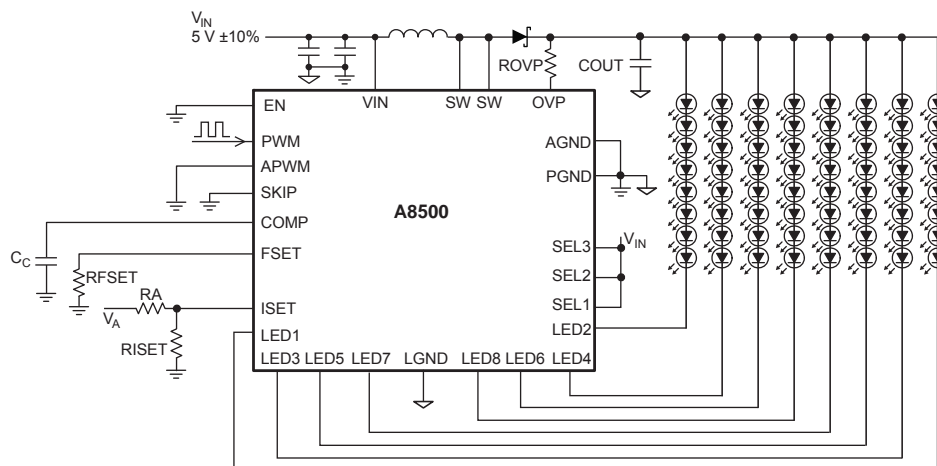 VIN
5 V ±10%
ROVP
COUT
EN
VIN
SW
SW
OVP
PWM
AGND
APWM
PGND
SKIP
A8500
COMP
VIN
CC
FSET
SEL3
RFSET
SEL2
RA
ISET
SEL1
VA
LED1
LED2
RISET
LED3
LED5
LED7
LGND
LED8
LED6
LED4